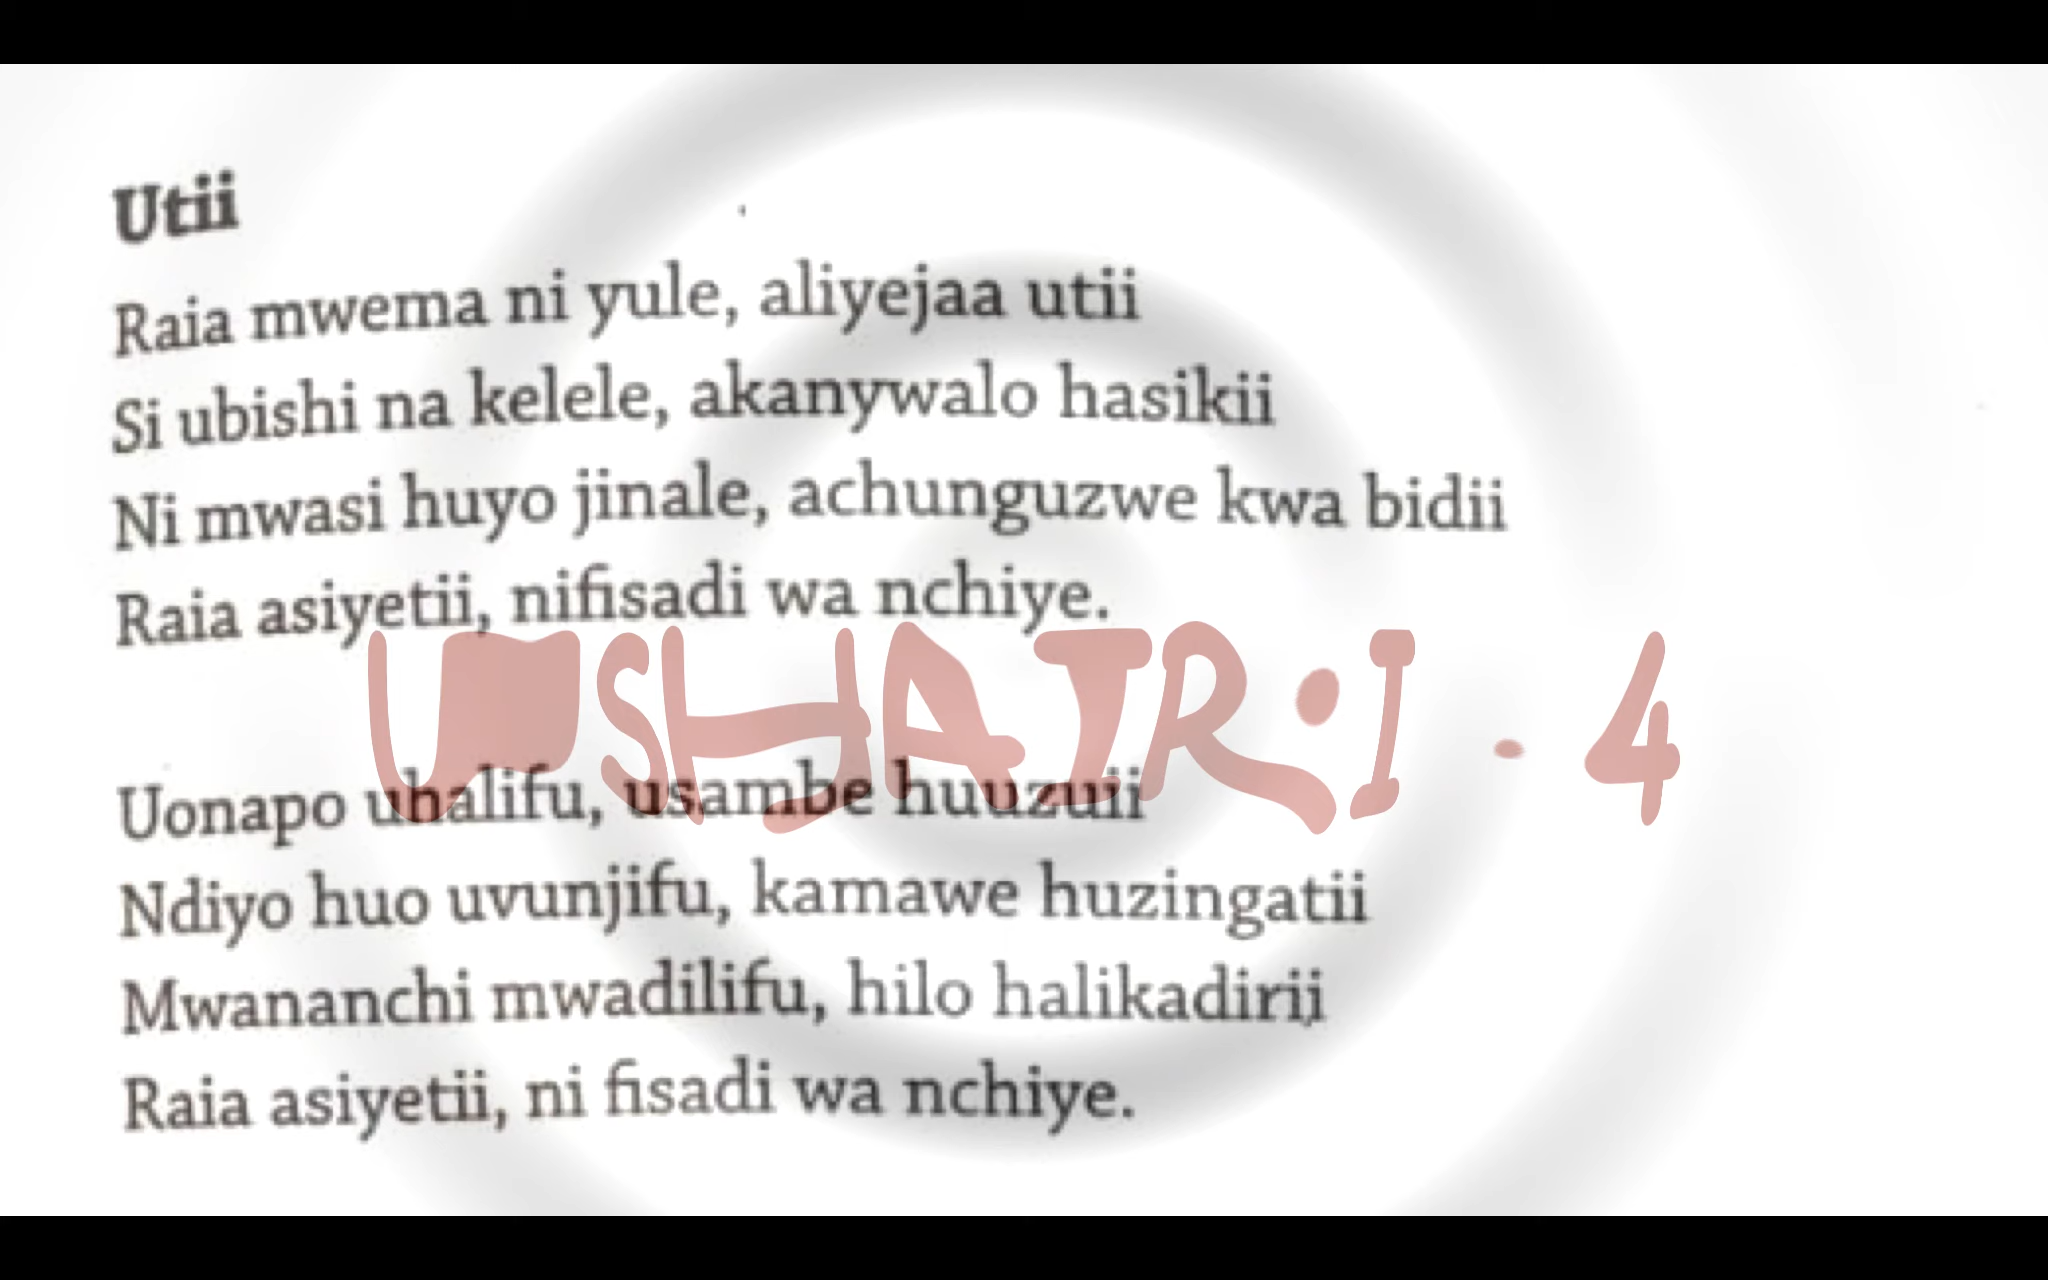 Utii
Raia mwema ni yule, aliyejaa utii
Si ubishi na kelele, akanywalo hasikii
Ni mwasi huyo jinale, achunguzwe kwa bidii
Raia asiyetii, nifisadi wa nchiye.
USHAIRI - 4
Uonapo uhalifu, usambe huuzuii
Ndiyo huo uvunjifu, kamawe huzingatii
Mwananchi mwadilifu, hilo halikadirii
Raia asiyetii, ni fisadi wa nchiye.